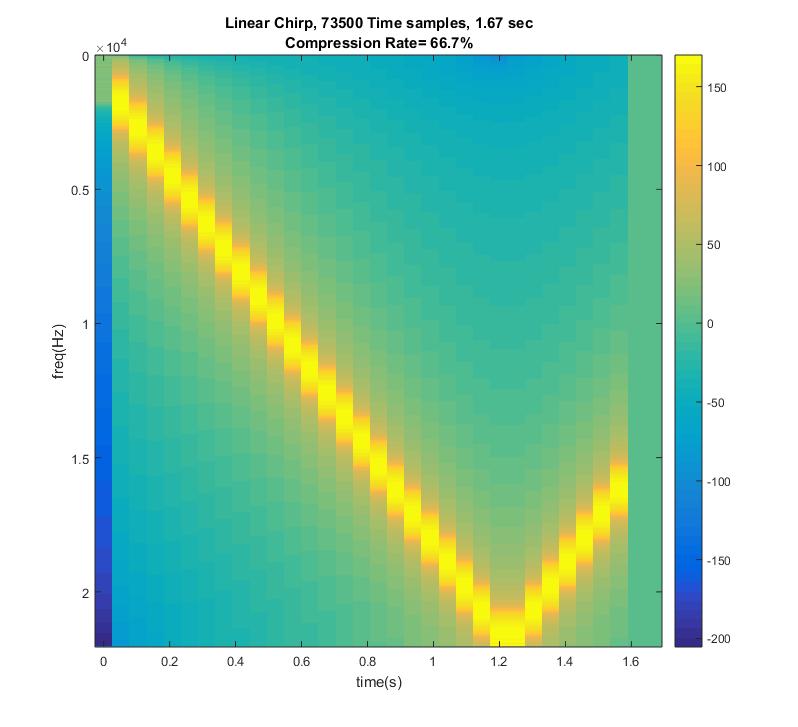 Linear Chirp, 73500 Time samples, 1.67 sec
Compression Rate= 66.7%
×10⁴
0
0.5
1
1.5
2
freq(Hz)
0 0.2 0.4 0.6 0.8 1 1.2 1.4 1.6
time(s)
150
100
50
0
-50
-100
-150
-200